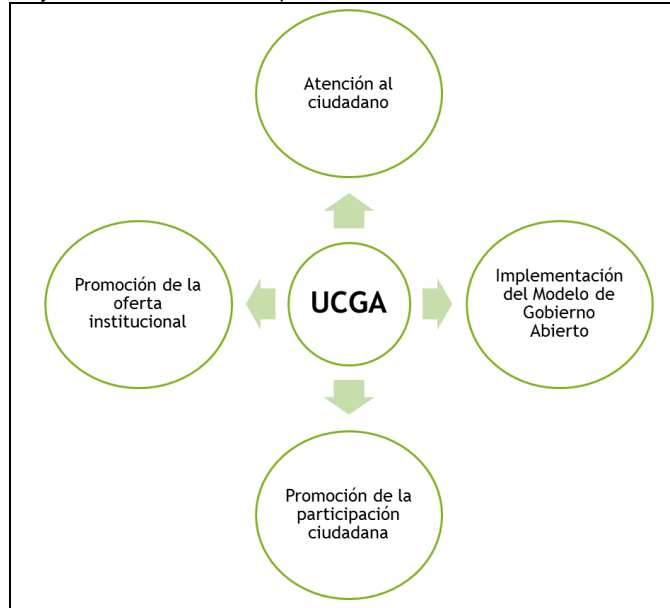 Atención al
ciudadano
Promoción de la
oferta
institucional
UCGA
Implementación
del Modelo de
Gobierno
Abierto
Promoción de la
participación
ciudadana